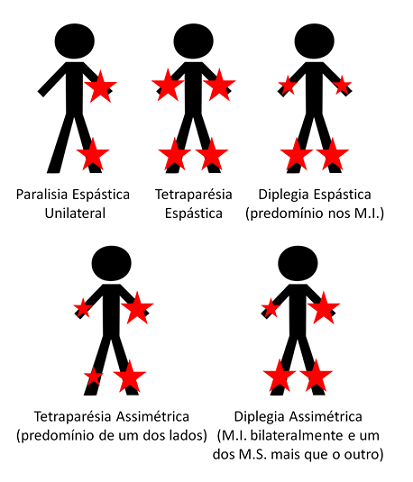 Paralisia Espástica
Unilateral
Tetraparésia
Espástica
Diplegia Espástica
(predomínio nos M.I.)
Tetraparésia Assimétrica
(predomínio de um dos lados)
Diplegia Assimétrica
(M.I. bilateralmente e um
dos M.S. mais que o outro)